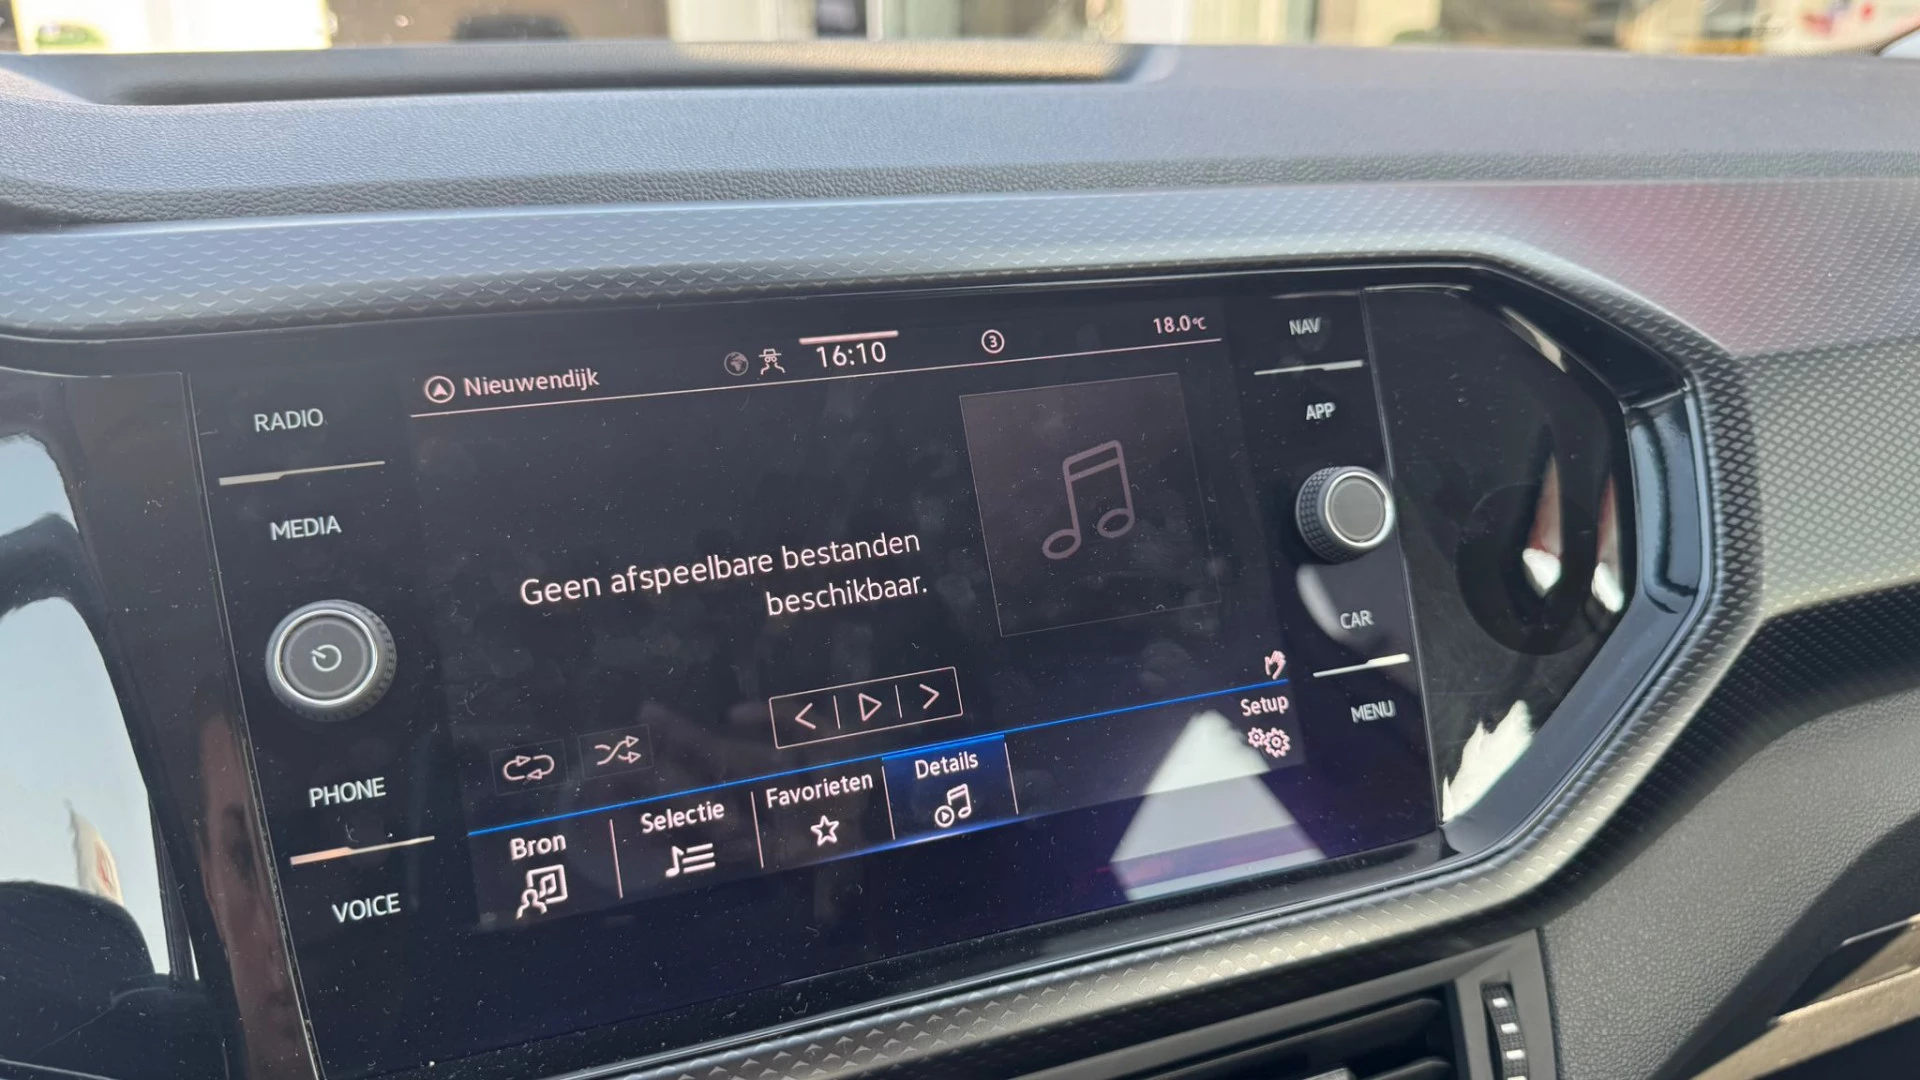 Nieuwendijk
16:10
3
18.0°C
RADIO
MEDIA
PHONE
VOICE
NAV
APP
CAR
MENU
Geen afspeelbare bestanden
beschikbaar.
Bron
Selectie
Favorieten
Details
Setup